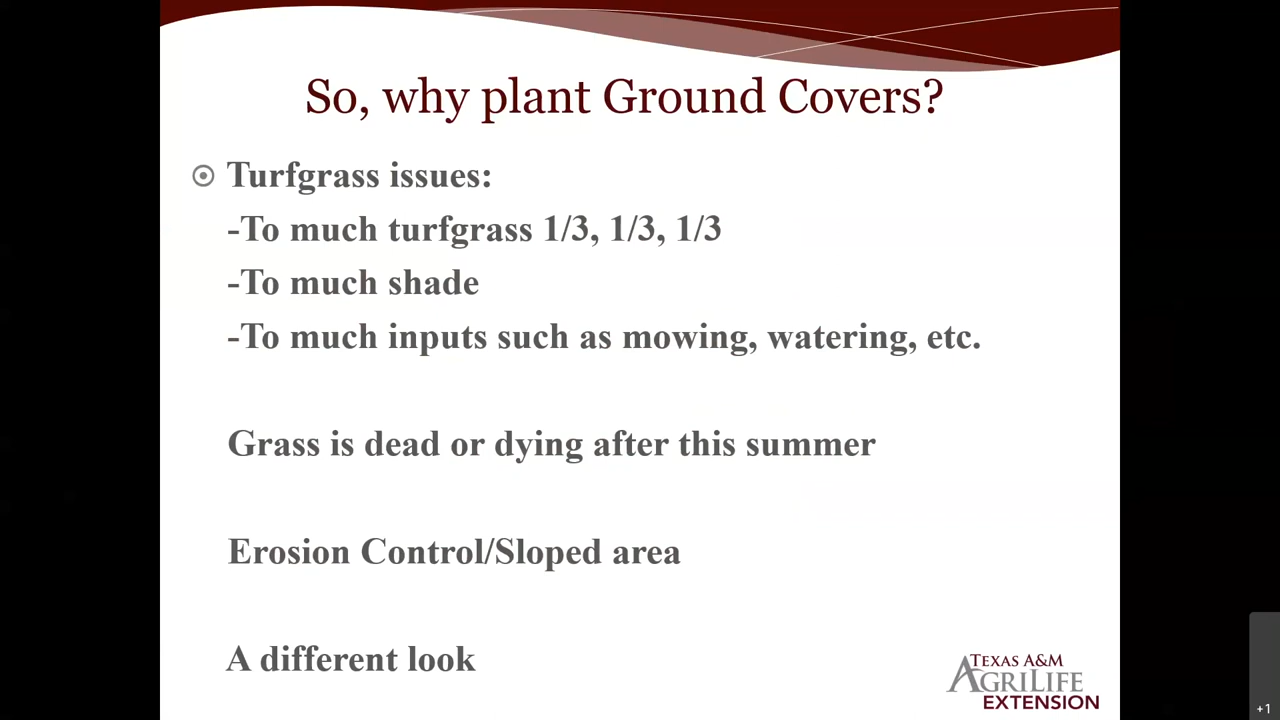 So, why plant Ground Covers?
Turfgrass issues:
-To much turfgrass 1/3, 1/3, 1/3
-To much shade
-To much inputs such as mowing, watering, etc.
Grass is dead or dying after this summer
Erosion Control/Sloped area
A different look
TEXAS A&M
AGRILIFE
EXTENSION
+1